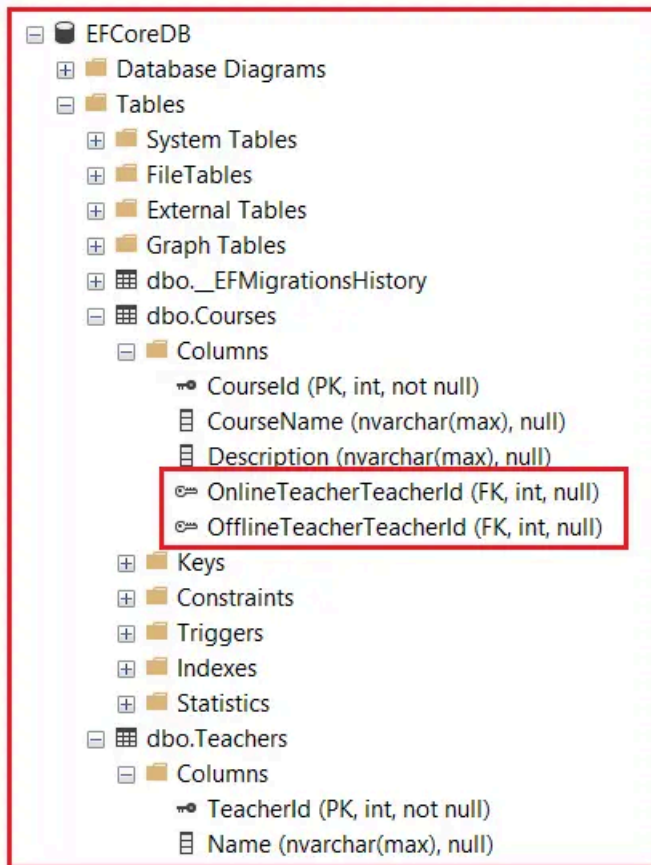 EFCoreDB
Database Diagrams
Tables
System Tables
FileTables
External Tables
Graph Tables
dbo.__EFMigrationsHistory
dbo.Courses
Columns
CourseId (PK, int, not null)
CourseName (nvarchar(max), null)
Description (nvarchar(max), null)
OnlineTeacherTeacherId (FK, int, null)
OfflineTeacherTeacherId (FK, int, null)
Keys
Constraints
Triggers
Indexes
Statistics
dbo.Teachers
Columns
TeacherId (PK, int, not null)
Name (nvarchar(max), null)